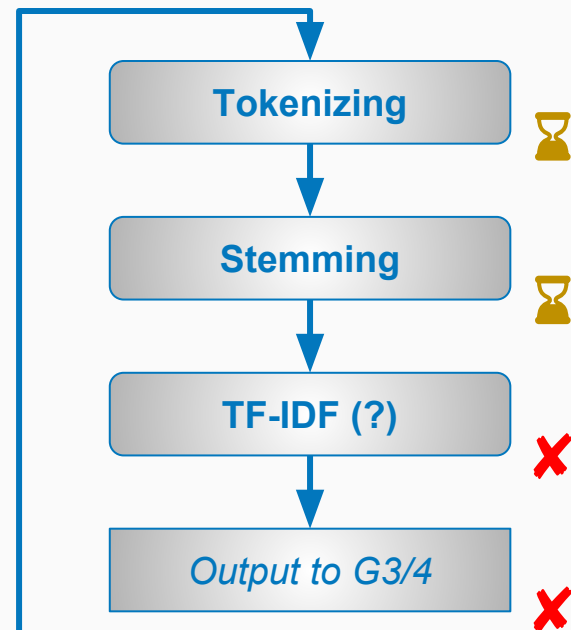 Tokenizing
Stemming
TF-IDF (?)
Output to G3/4